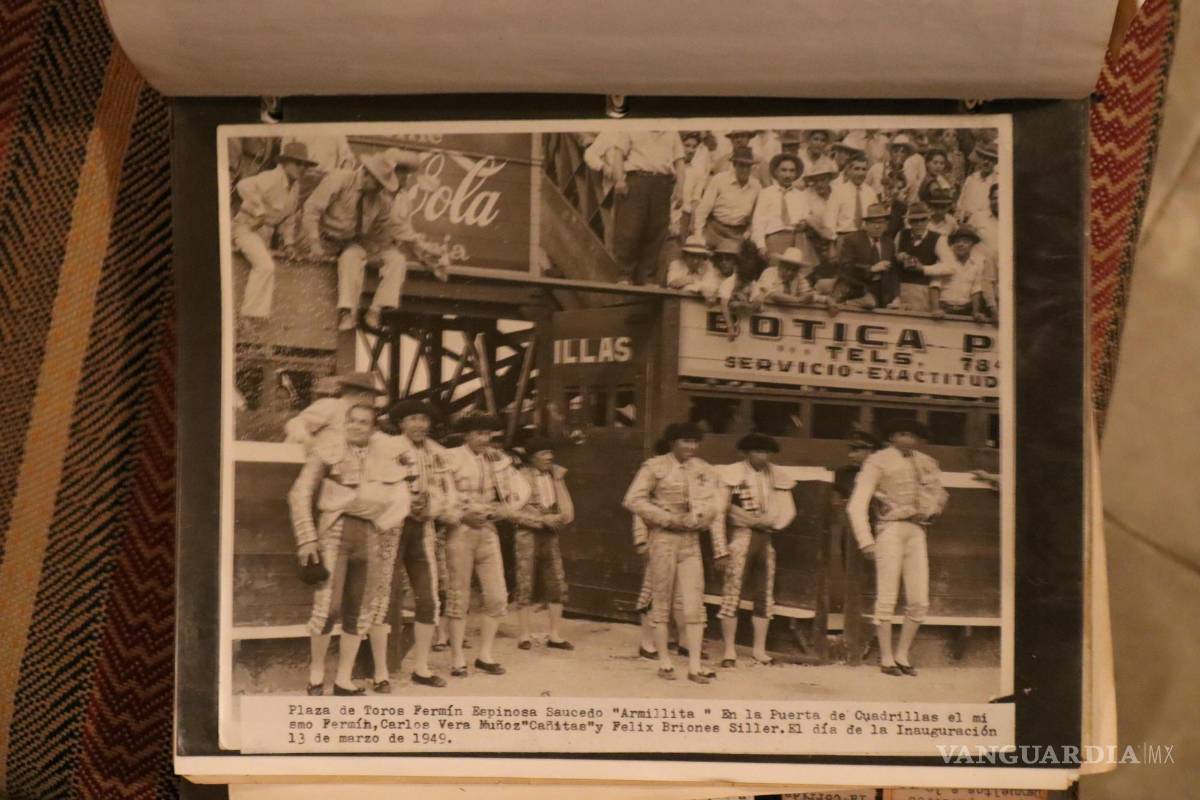 Cola
ILLAS
BOTICA P
TELS. 78
SERVICIO-EXACTITUD
Plaza de Toros Fermín Espinosa Saucedo "Armillita " En la Puerta de Cuadrillas el mi
smo Fermín,Carlos Vera Muñoz"Cañitas"y Felix Briones Siller.El día de la Inauguración
13 de marzo de 1949.
VANGUARDIA|MX